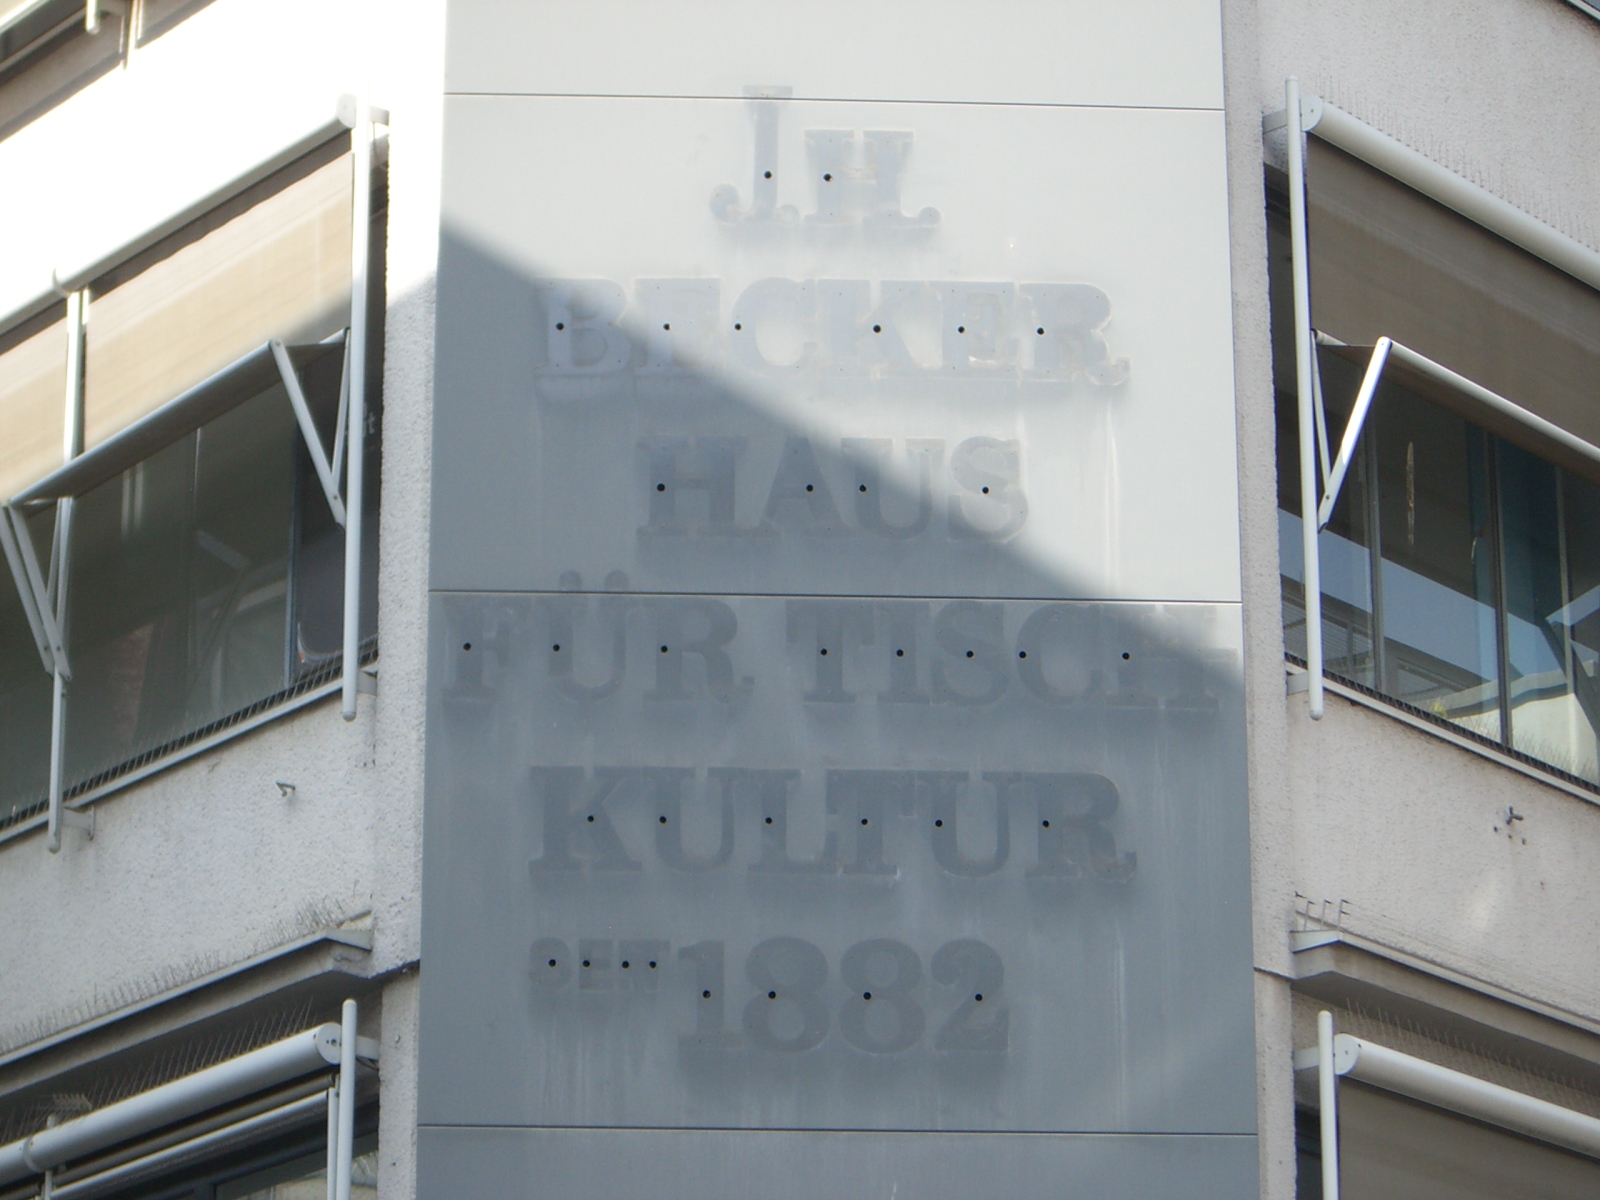 J.H.
BECKER
HAUS
FÜR TISCH
KULTUR
SEIT 1882